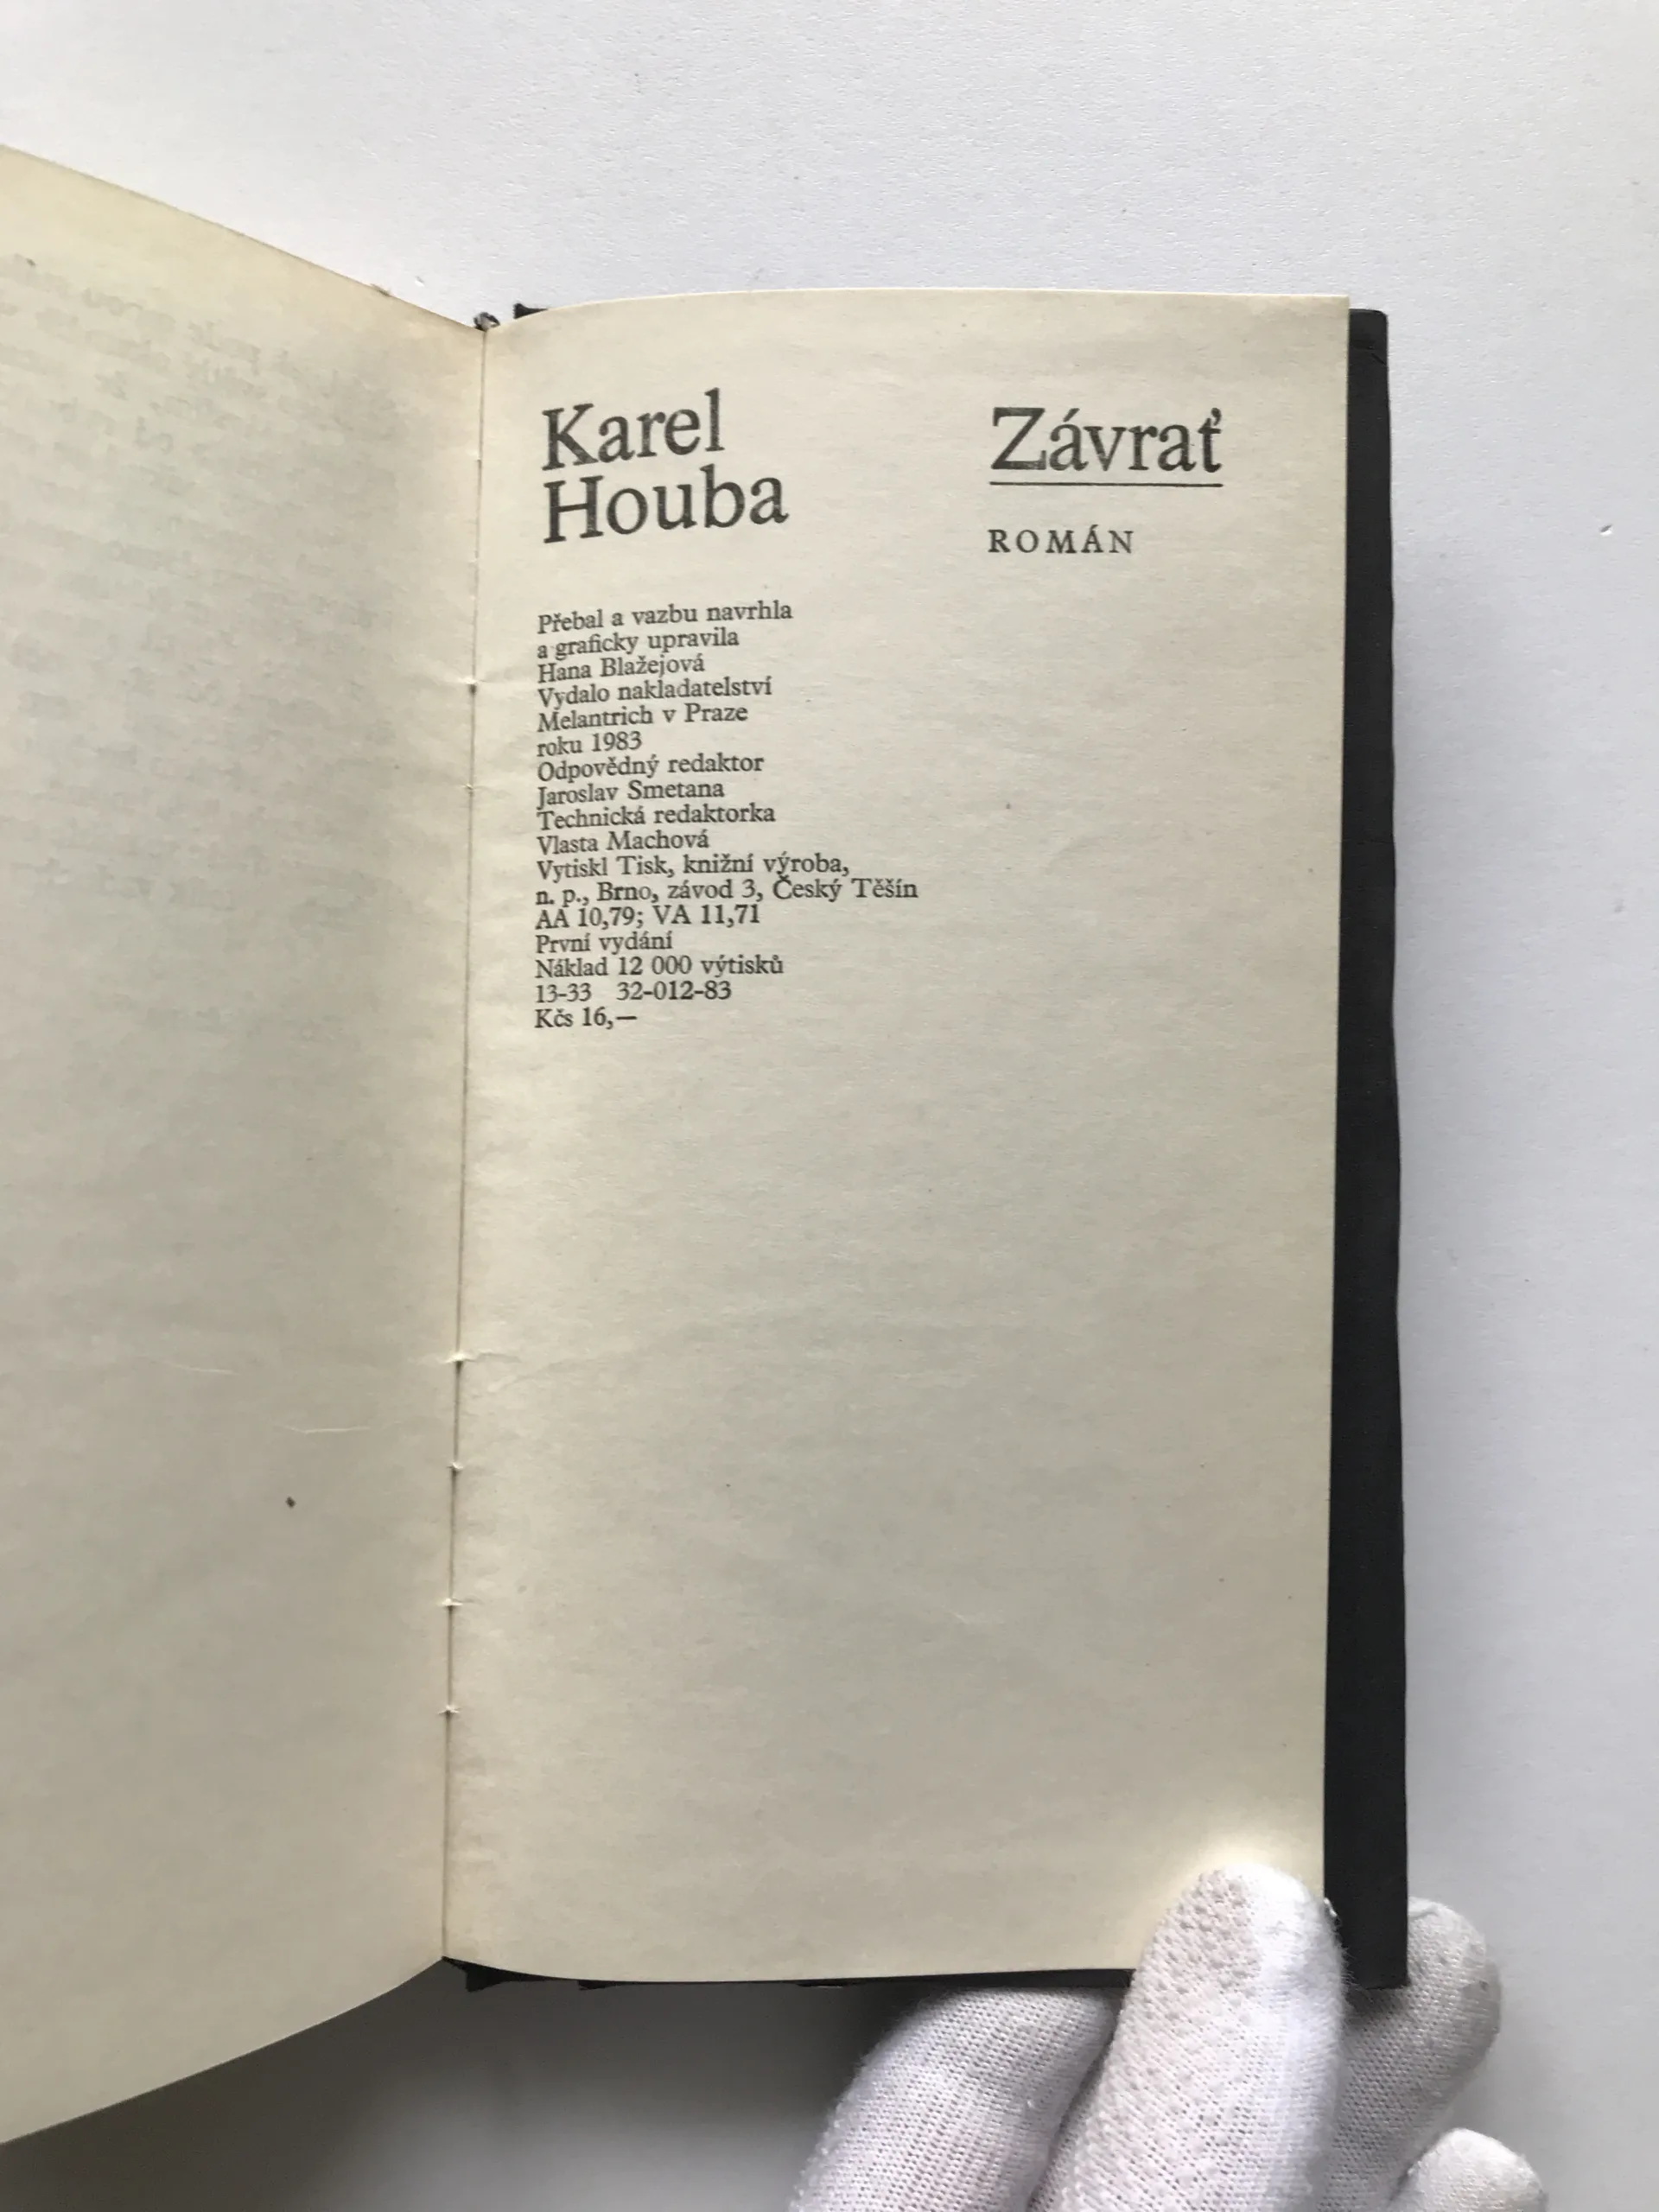 Karel
Houba
Závrať
ROMÁN
Přebal a vazbu navrhla
a graficky upravila
Hana Blažejová
Vydalo nakladatelství
Melantrich v Praze
roku 1983
Odpovědný redaktor
Jaroslav Smetana
Technická redaktorka
Vlasta Machová
Vytiskl Tisk, knižní výroba,
n. p., Brno, závod 3, Český Těšín
AA 10,79; VA 11,71
První vydání
Náklad 12 000 výtisků
13-33 32-012-83
Kčs 16,—